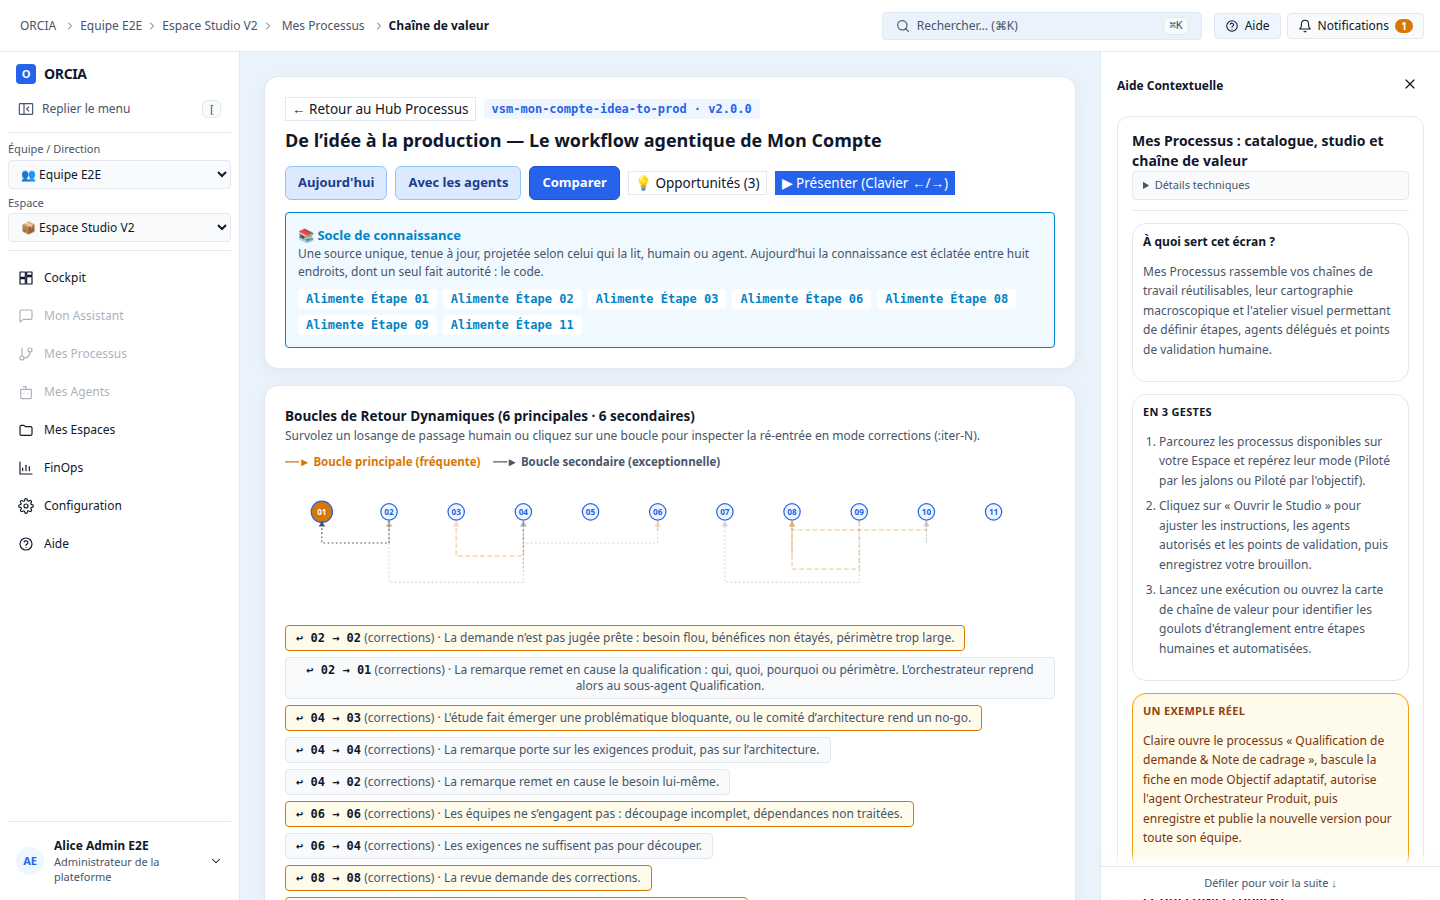 ORCIA > Equipe E2E > Espace Studio V2 > Mes Processus > Chaîne de valeur
Rechercher... (⌘K) ⌘K
Aide
Notifications 1
O ORCIA
Replier le menu [
Équipe / Direction
👥 Equipe E2E
Espace
📦 Espace Studio V2
Cockpit
Mon Assistant
Mes Processus
Mes Agents
Mes Espaces
FinOps
Configuration
Aide
AE
Alice Admin E2E
Administrateur de la
plateforme
← Retour au Hub Processus vsm-mon-compte-idea-to-prod · v2.0.0
De l’idée à la production — Le workflow agentique de Mon Compte
Aujourd'hui Avec les agents Comparer 💡 Opportunités (3) ▶ Présenter (Clavier ←/→)
📚 Socle de connaissance
Une source unique, tenue à jour, projetée selon celui qui la lit, humain ou agent. Aujourd’hui la connaissance est éclatée entre huit
endroits, dont un seul fait autorité : le code.
Alimente Étape 01 Alimente Étape 02 Alimente Étape 03 Alimente Étape 06 Alimente Étape 08
Alimente Étape 09 Alimente Étape 11
Boucles de Retour Dynamiques (6 principales · 6 secondaires)
Survolez un losange de passage humain ou cliquez sur une boucle pour inspecter la ré-entrée en mode corrections (:iter-N).
──► Boucle principale (fréquente) ──► Boucle secondaire (exceptionnelle)
01 02 03 04 05 06 07 08 09 10 11
↩ 02 → 02 (corrections) · La demande n’est pas jugée prête : besoin flou, bénéfices non étayés, périmètre trop large.
↩ 02 → 01 (corrections) · La remarque remet en cause la qualification : qui, quoi, pourquoi ou périmètre. L’orchestrateur reprend
alors au sous-agent Qualification.
↩ 04 → 03 (corrections) · L’étude fait émerger une problématique bloquante, ou le comité d’architecture rend un no-go.
↩ 04 → 04 (corrections) · La remarque porte sur les exigences produit, pas sur l’architecture.
↩ 04 → 02 (corrections) · La remarque remet en cause le besoin lui-même.
↩ 06 → 06 (corrections) · Les équipes ne s’engagent pas : découpage incomplet, dépendances non traitées.
↩ 06 → 04 (corrections) · Les exigences ne suffisent pas pour découper.
↩ 08 → 08 (corrections) · La revue demande des corrections.
Aide Contextuelle
Mes Processus : catalogue, studio et
chaîne de valeur
▶ Détails techniques
À quoi sert cet écran ?
Mes Processus rassemble vos chaînes de
travail réutilisables, leur cartographie
macroscopique et l'atelier visuel permettant
de définir étapes, agents délégués et points
de validation humaine.
EN 3 GESTES
1. Parcourez les processus disponibles sur
votre Espace et repérez leur mode (Piloté
par les jalons ou Piloté par l'objectif).
2. Cliquez sur « Ouvrir le Studio » pour
ajuster les instructions, les agents
autorisés et les points de validation, puis
enregistrez votre brouillon.
3. Lancez une exécution ou ouvrez la carte
de chaîne de valeur pour identifier les
goulots d'étranglement entre étapes
humaines et automatisées.
UN EXEMPLE RÉEL
Claire ouvre le processus « Qualification de
demande & Note de cadrage », bascule la
fiche en mode Objectif adaptatif, autorise
l'agent Orchestrateur Produit, puis
enregistre et publie la nouvelle version pour
toute son équipe.
Défiler pour voir la suite ↓